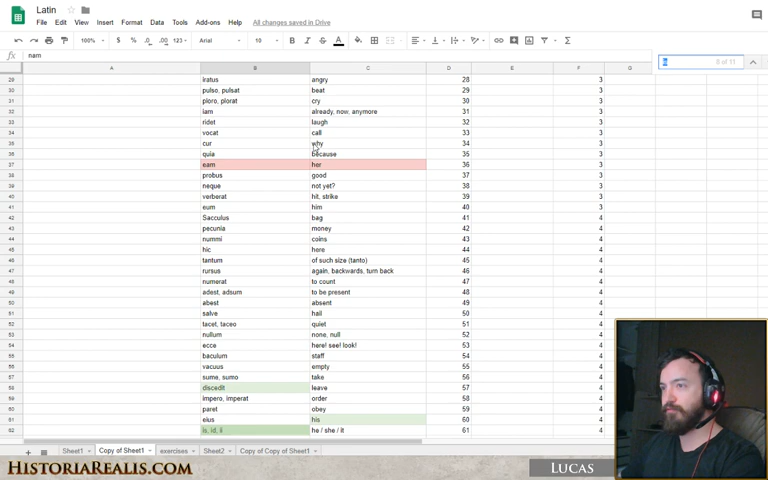 Latin
File Edit View Insert Format Data Tools Add-ons Help All changes saved in Drive
100% $ % .0 .00 123 Arial 10 B I S A
fx nam
8 of 11
A B C D E F G
29 iratus angry 28 3
30 pulso, pulsat beat 29 3
31 ploro, plorat cry 30 3
32 iam already, now, anymore 31 3
33 ridet laugh 32 3
34 vocat call 33 3
35 cur why 34 3
36 quia because 35 3
37 eam her 36 3
38 probus good 37 3
39 neque not yet? 38 3
40 verberat hit, strike 39 3
41 eum him 40 3
42 Sacculus bag 41 4
43 pecunia money 42 4
44 nummi coins 43 4
45 hic here 44 4
46 tantum of such size (tanto) 45 4
47 rursus again, backwards, turn back 46 4
48 numerat to count 47 4
49 adest, adsum to be present 48 4
50 abest absent 49 4
51 salve hail 50 4
52 tacet, taceo quiet 51 4
53 nullum none, null 52 4
54 ecce here! see! look! 53 4
55 baculum staff 54 4
56 vacuus empty 55 4
57 sume, sumo take 56 4
58 discedit leave 57 4
59 impero, imperat order 58 4
60 paret obey 59 4
61 eius his 60 4
62 is, id, ii he / she / it 61 4
Sheet1 Copy of Sheet1 exercises Sheet2 Copy of Copy of Sheet1
HistoriaRealis.com Lucas